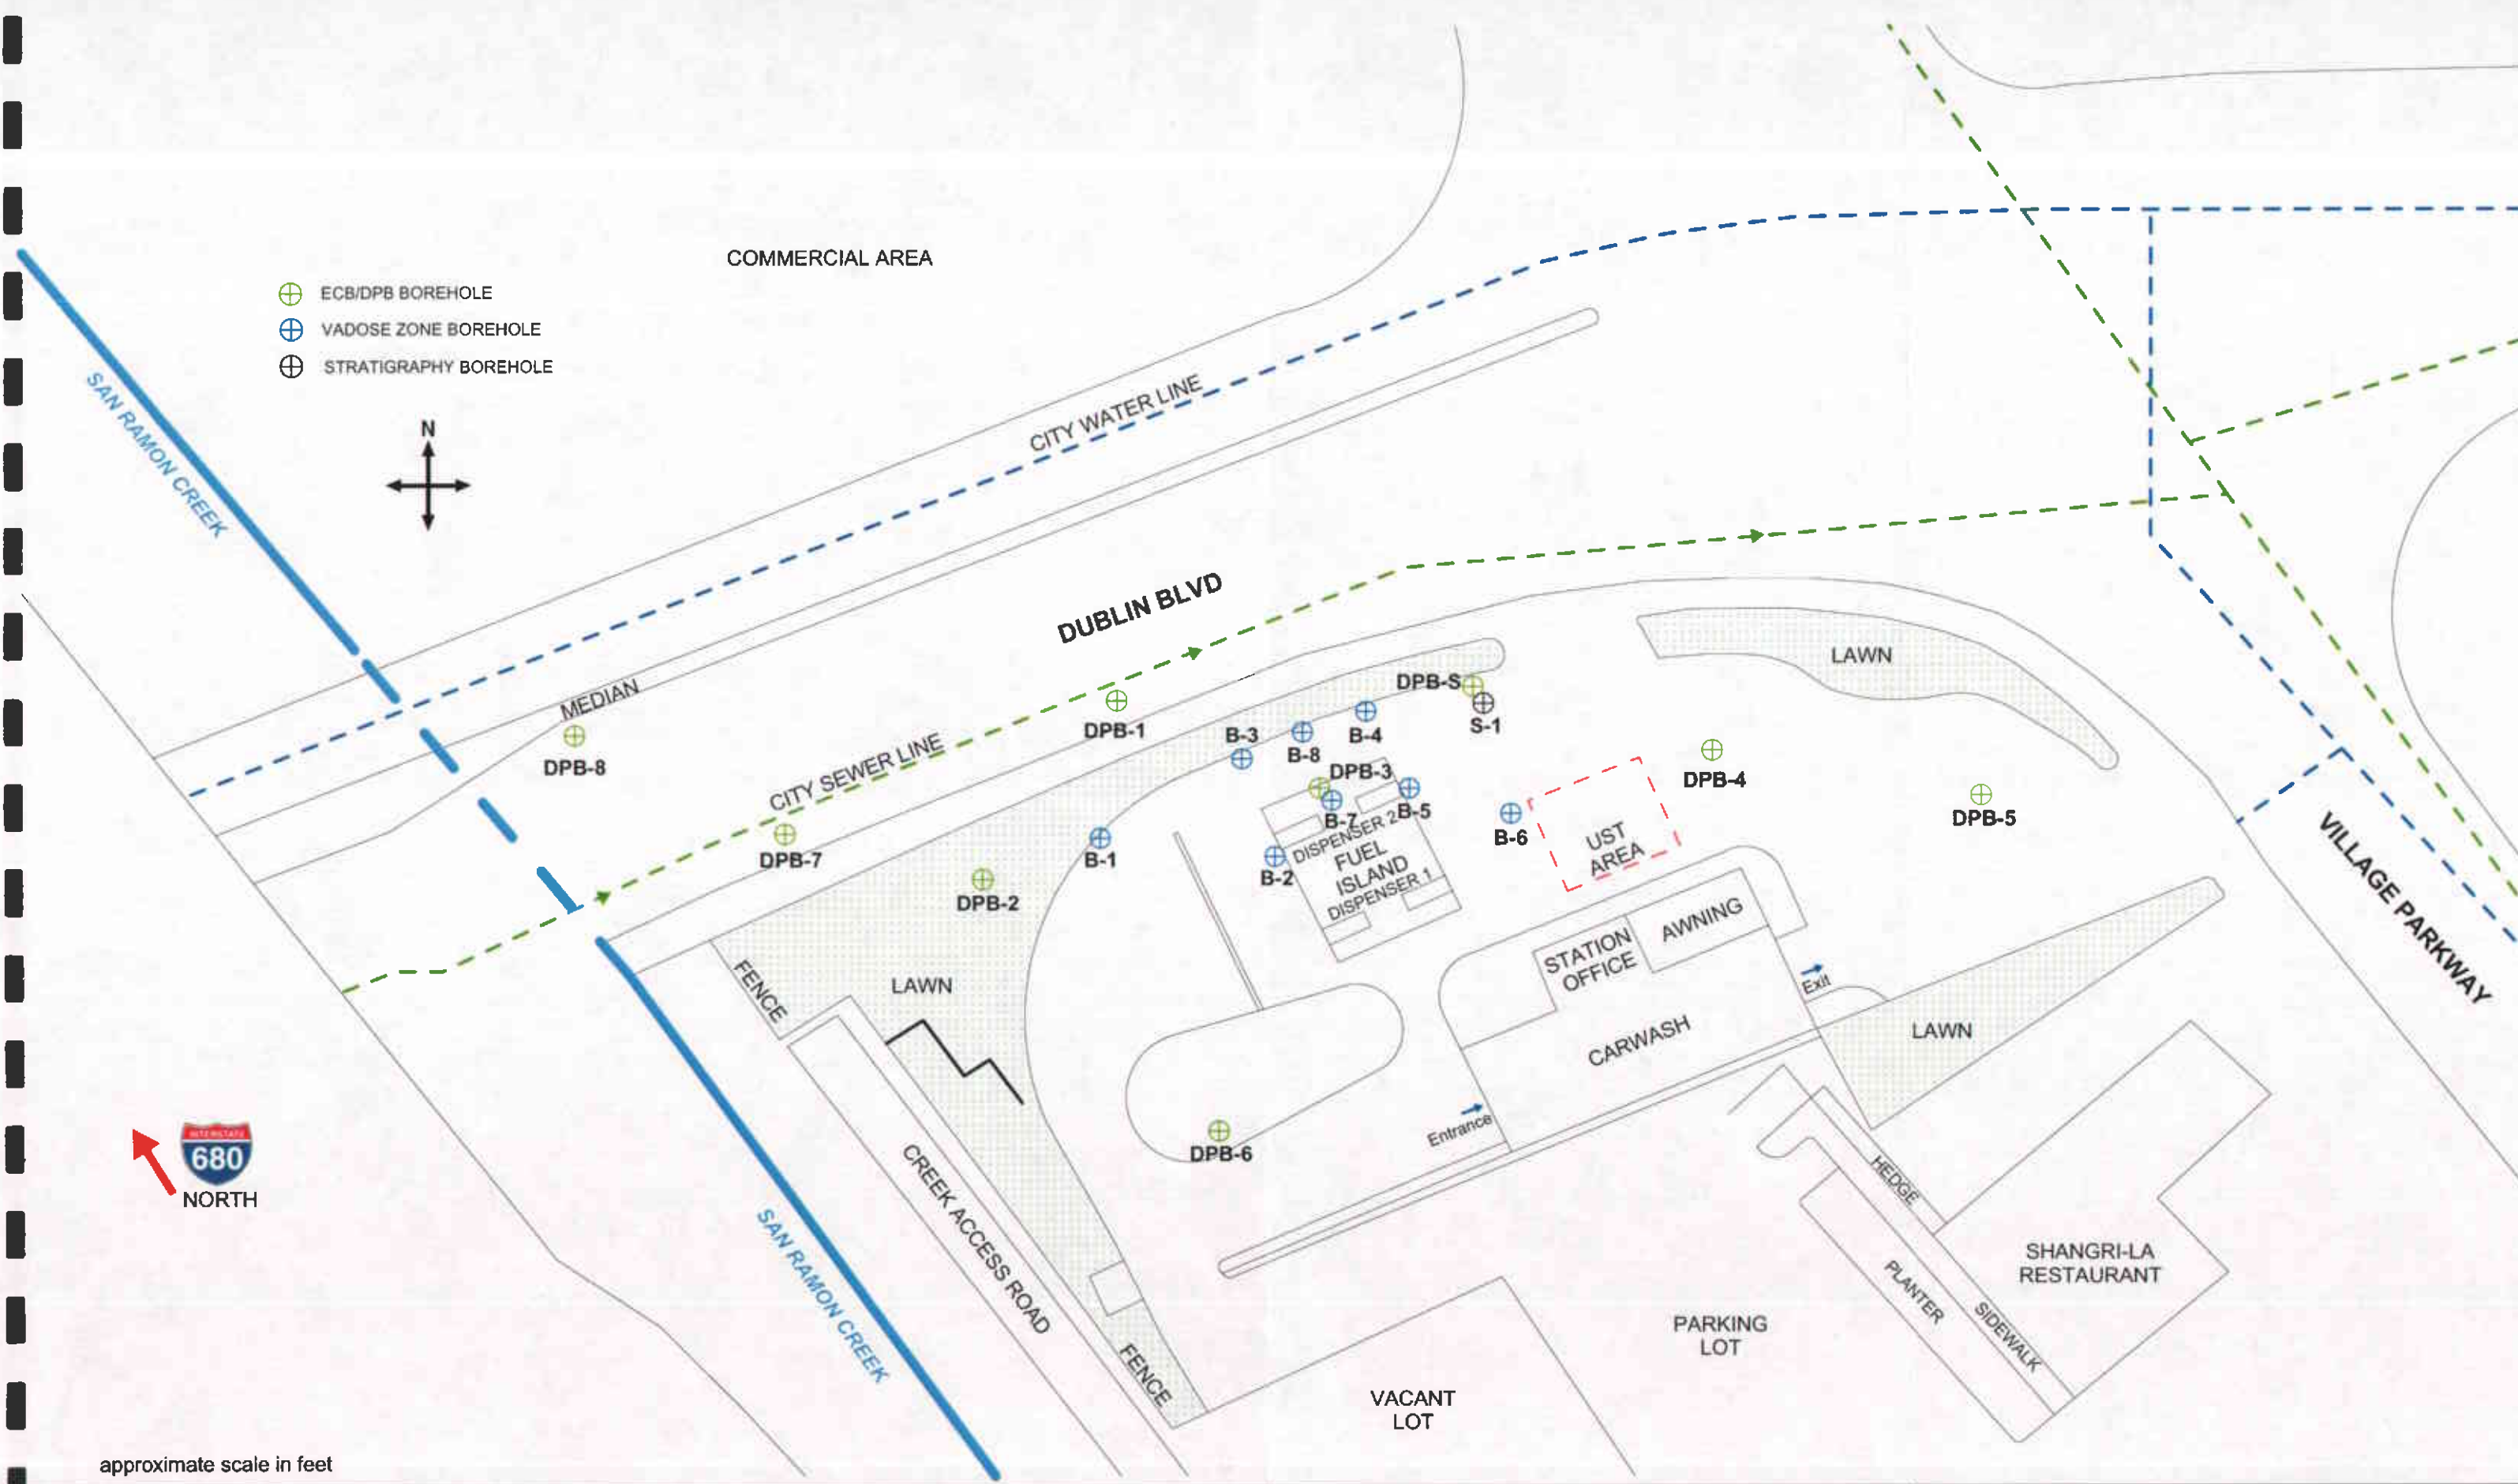 COMMERCIAL AREA
ECB/DPB BOREHOLE
VADOSE ZONE BOREHOLE
STRATIGRAPHY BOREHOLE
N
SAN RAMON CREEK
CITY WATER LINE
DUBLIN BLVD
MEDIAN
DPB-8
CITY SEWER LINE
DPB-1
DPB-7
DPB-2
B-1
B-3
B-8
B-4
DPB-S
S-1
DPB-3
B-7
B-5
B-2
DISPENSER 2
FUEL
ISLAND
DISPENSER 1
B-6
UST
AREA
DPB-4
DPB-5
LAWN
VILLAGE PARKWAY
STATION
OFFICE
AWNING
CARWASH
Exit
Entrance
LAWN
FENCE
LAWN
DPB-6
CREEK ACCESS ROAD
SAN RAMON CREEK
FENCE
INTERSTATE
680
NORTH
HEDGE
PLANTER
SIDEWALK
SHANGRI-LA
RESTAURANT
PARKING
LOT
VACANT
LOT
approximate scale in feet